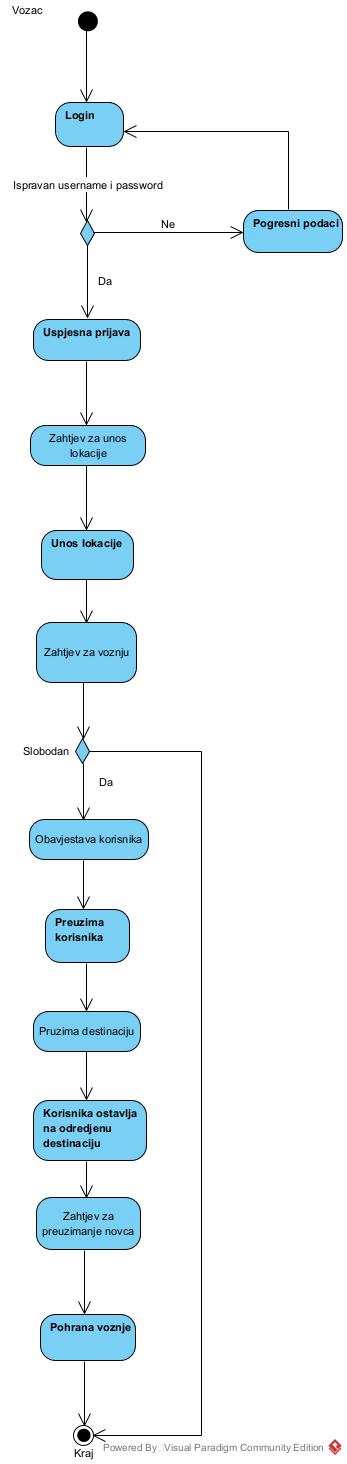 Vozac
Login
Ispravan username i password
Ne
Pogresni podaci
Da
Uspjesna prijava
Zahtjev za unos
lokacije
Unos lokacije
Zahtjev za voznju
Slobodan
Da
Obavjestava korisnika
Preuzima
korisnika
Pruzima destinaciju
Korisnika ostavlja
na odredjenu
destinaciju
Zahtjev za
preuzimanje novca
Pohrana voznje
Kraj
Powered By Visual Paradigm Community Edition